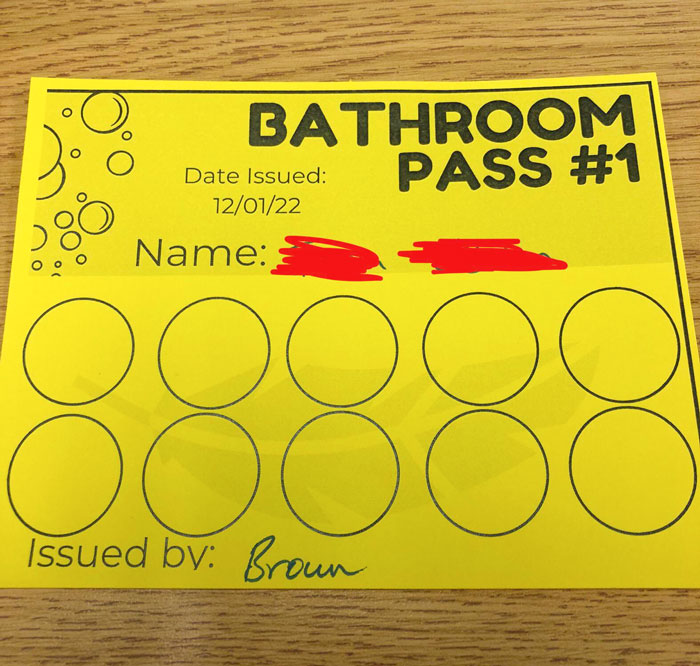 BATHROOM
PASS #1
Date Issued:
12/01/22
Name:
Issued by: Brown